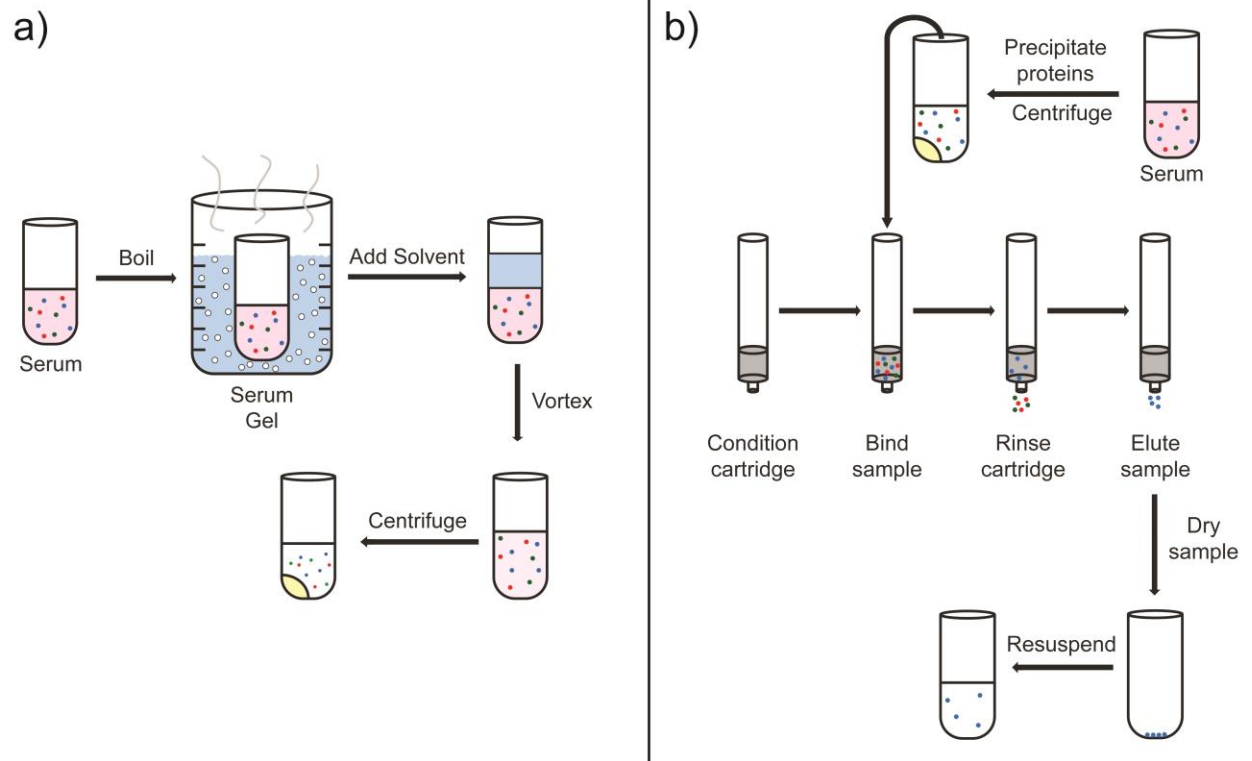 a)
Serum
Boil
Serum
Gel
Add Solvent
Vortex
Centrifuge
b)
Precipitate
proteins
Centrifuge
Serum
Condition
cartridge
Bind
sample
Rinse
cartridge
Elute
sample
Dry
sample
Resuspend